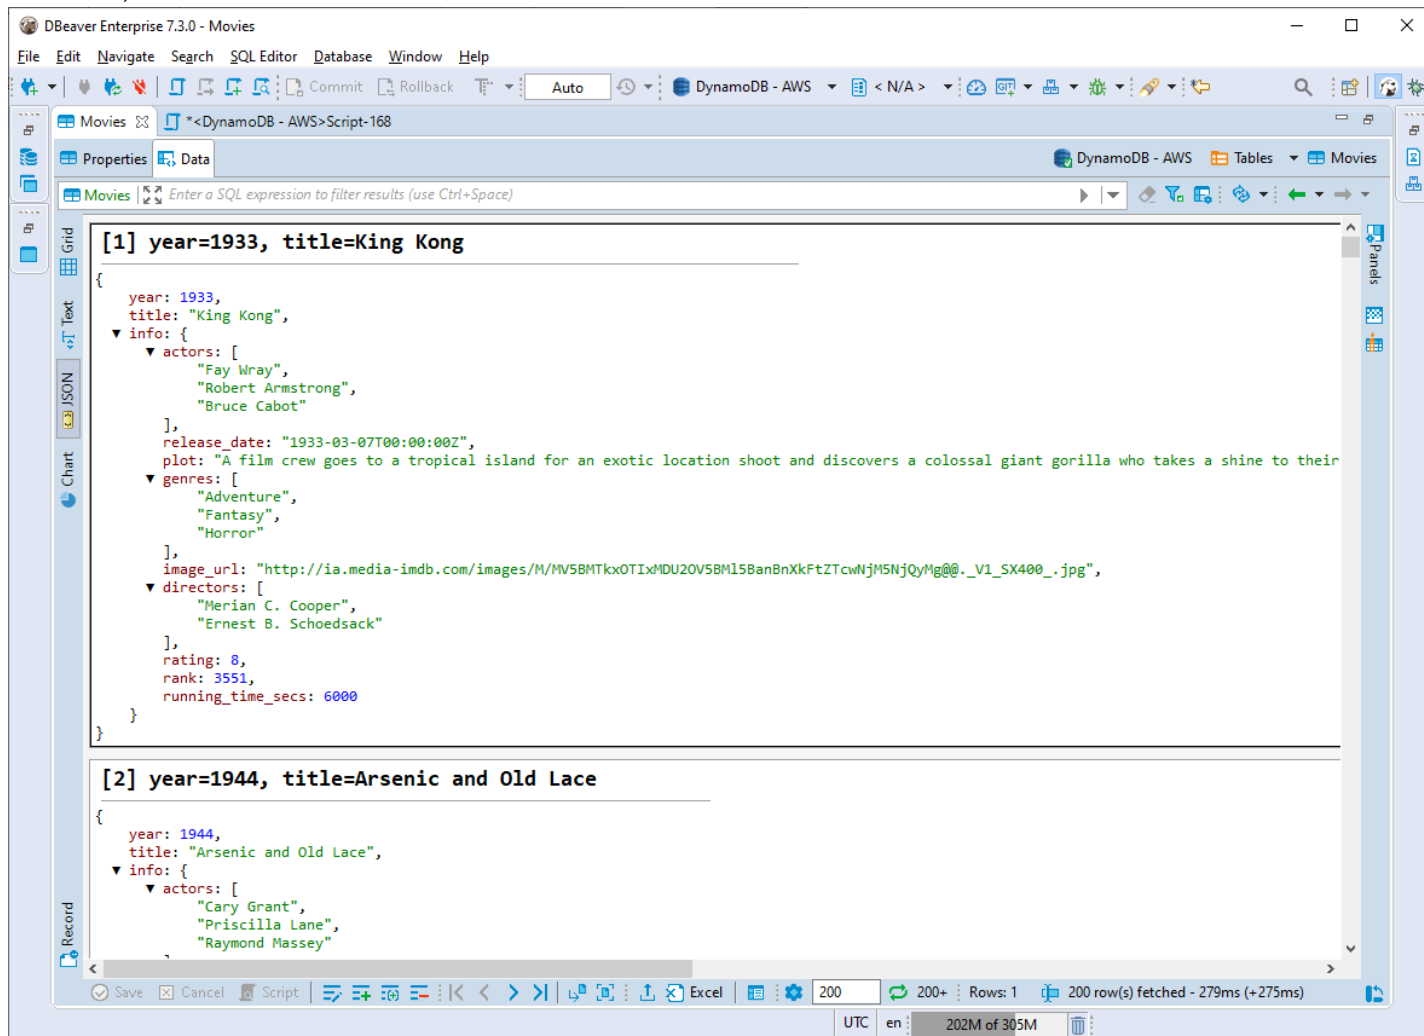 DBeaver Enterprise 7.3.0 - Movies
File Edit Navigate Search SQL Editor Database Window Help
Commit Rollback Auto DynamoDB - AWS < N/A > GIT
Movies *<DynamoDB - AWS>Script-168
Properties Data DynamoDB - AWS Tables Movies
Movies Enter a SQL expression to filter results (use Ctrl+Space)
Grid
Text
JSON
Chart
Record
Panels
[1] year=1933, title=King Kong
{
year: 1933,
title: "King Kong",
▼ info: {
▼ actors: [
"Fay Wray",
"Robert Armstrong",
"Bruce Cabot"
],
release_date: "1933-03-07T00:00:00Z",
plot: "A film crew goes to a tropical island for an exotic location shoot and discovers a colossal giant gorilla who takes a shine to their
▼ genres: [
"Adventure",
"Fantasy",
"Horror"
],
image_url: "http://ia.media-imdb.com/images/M/MV5BMTkxOTIxMDU2OV5BMl5BanBnXkFtZTcwNjM5NjQyMg@@._V1_SX400_.jpg",
▼ directors: [
"Merian C. Cooper",
"Ernest B. Schoedsack"
],
rating: 8,
rank: 3551,
running_time_secs: 6000
}
}
[2] year=1944, title=Arsenic and Old Lace
{
year: 1944,
title: "Arsenic and Old Lace",
▼ info: {
▼ actors: [
"Cary Grant",
"Priscilla Lane",
"Raymond Massey"
Save Cancel Script Excel 200 200+ Rows: 1 200 row(s) fetched - 279ms (+275ms)
UTC en 202M of 305M